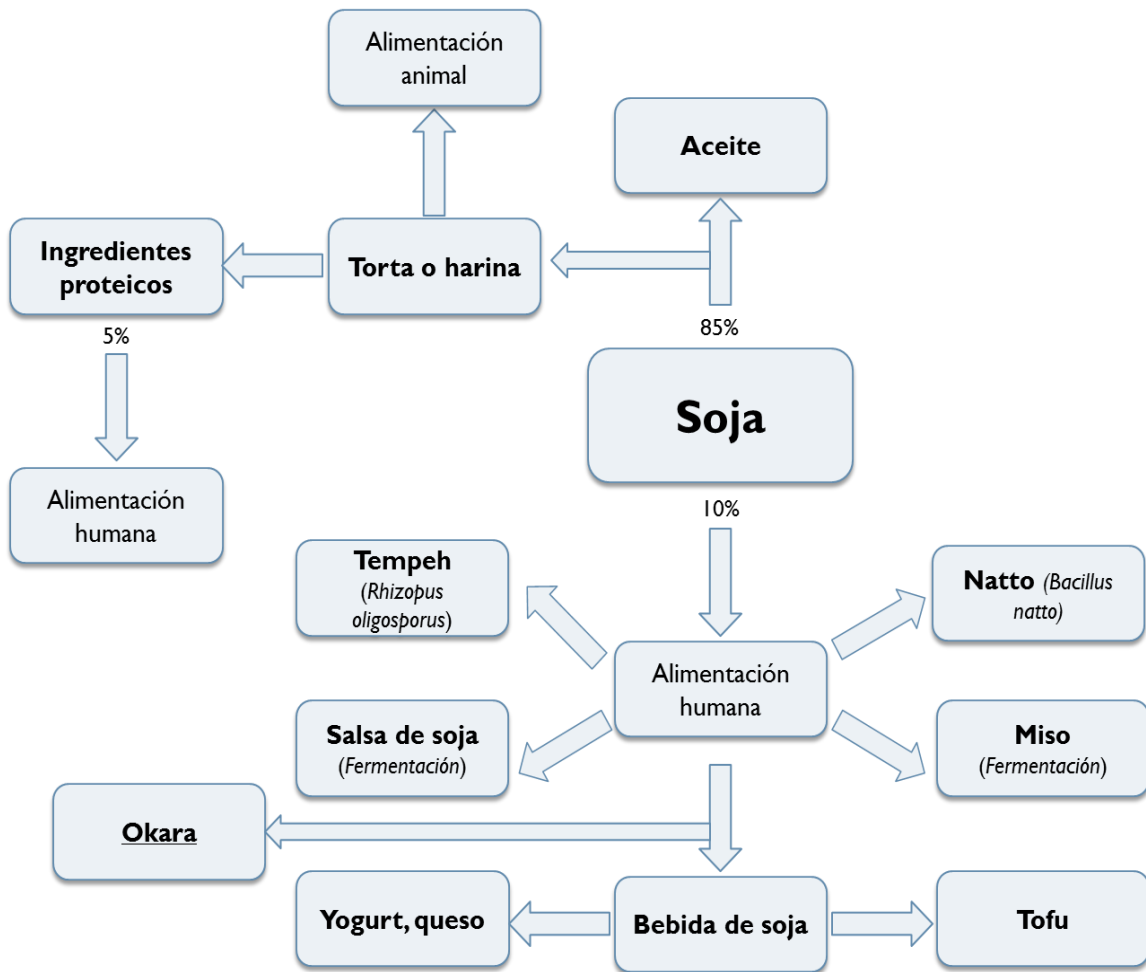 Alimentación
animal
Aceite
Ingredientes
proteicos
Torta o harina
5%
85%
Soja
Alimentación
humana
10%
Tempeh
(Rhizopus
oligosporus)
Natto (Bacillus
natto)
Alimentación
humana
Salsa de soja
(Fermentación)
Miso
(Fermentación)
Okara
Yogurt, queso
Bebida de soja
Tofu